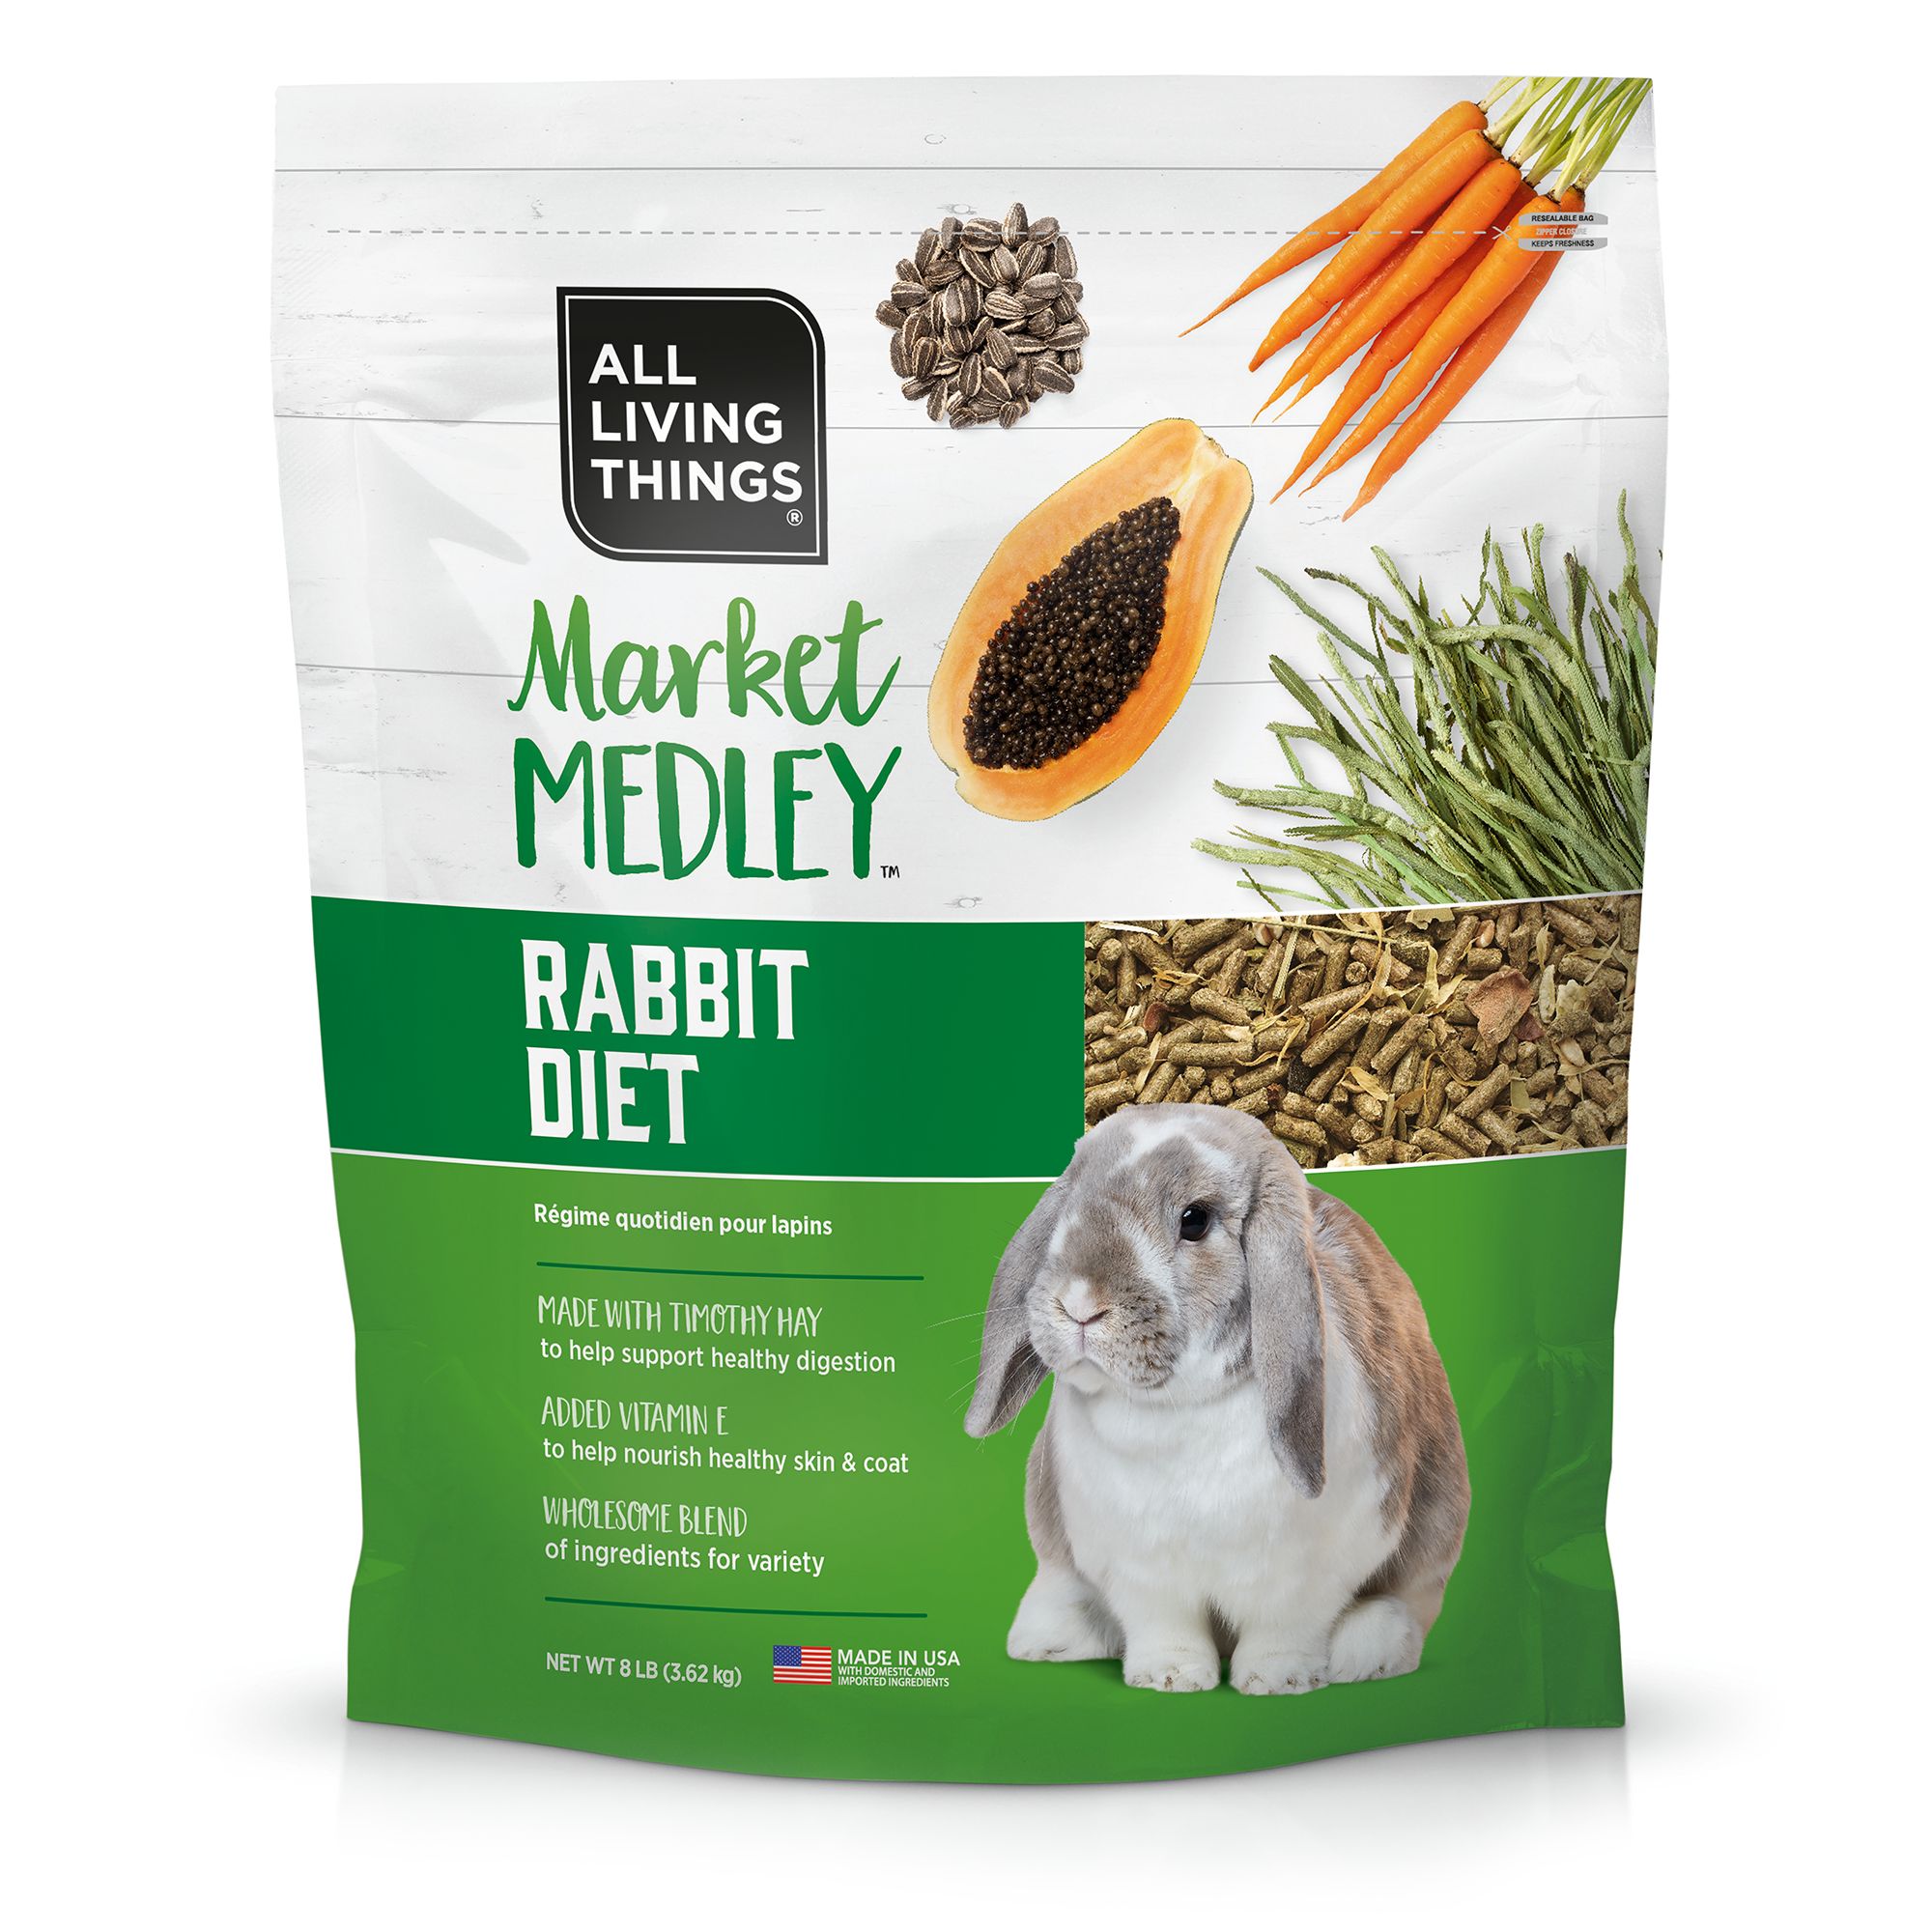 RESEALABLE BAG
ZIPPER CLOSURE
KEEPS FRESHNESS
ALL
LIVING
THINGS
®
Market
MEDLEY
™
RABBIT
DIET
Régime quotidien pour lapins
MADE WITH TIMOTHY HAY
to help support healthy digestion
ADDED VITAMIN E
to help nourish healthy skin & coat
WHOLESOME BLEND
of ingredients for variety
NET WT 8 LB (3.62 kg)
MADE IN USA
WITH DOMESTIC AND
IMPORTED INGREDIENTS